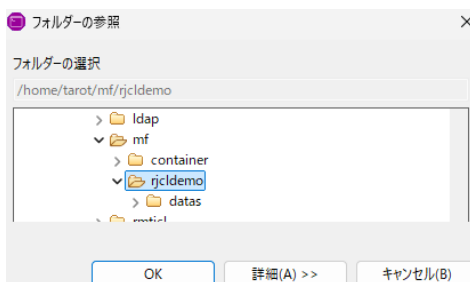 フォルダーの参照
フォルダーの選択
/home/tarot/mf/rjcldemo
ldap
mf
container
rjcldemo
datas
OK
詳細(A) >>
キャンセル(B)